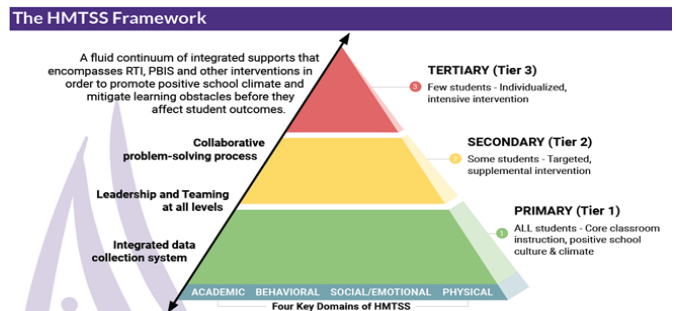 The HMTSS Framework
A fluid continuum of integrated supports that
encompasses RTI, PBIS and other interventions in
order to promote positive school climate and
mitigate learning obstacles before they
affect student outcomes.
Collaborative
problem-solving process
Leadership and Teaming
at all levels
Integrated data
collection system
TERTIARY (Tier 3)
3 Few students - Individualized,
intensive intervention
SECONDARY (Tier 2)
2 Some students - Targeted,
supplemental intervention
PRIMARY (Tier 1)
1 ALL students - Core classroom
instruction, positive school
culture & climate
ACADEMIC BEHAVIORAL SOCIAL/EMOTIONAL PHYSICAL
Four Key Domains of HMTSS